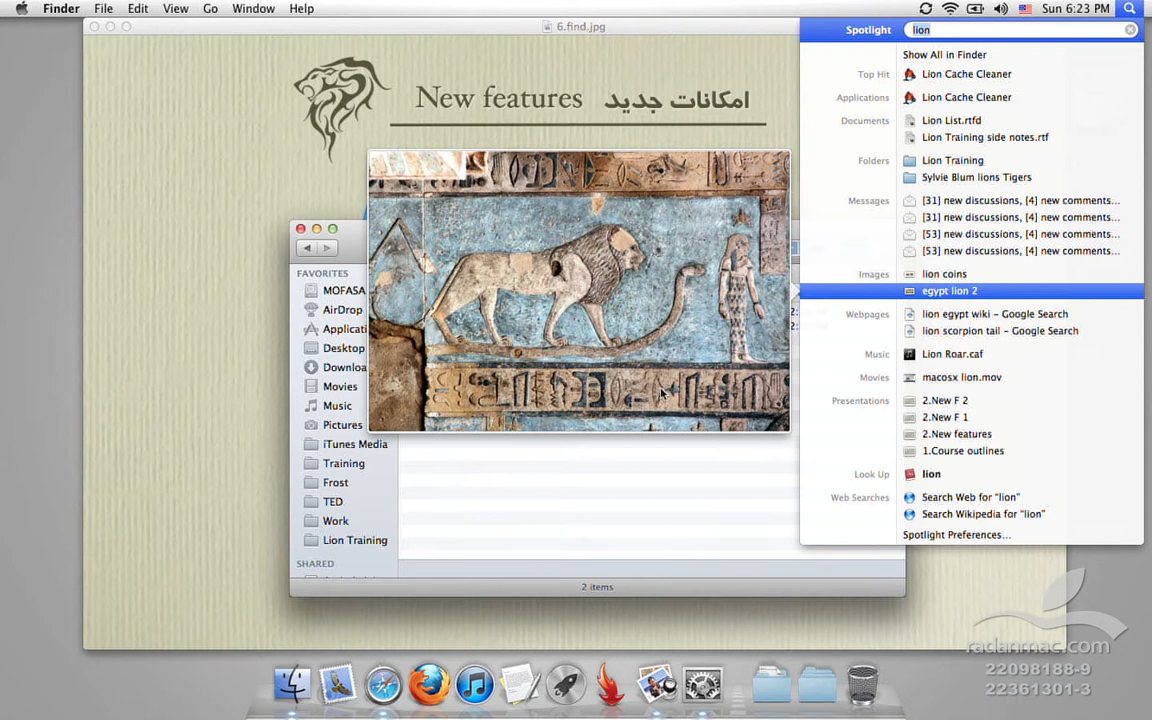 Finder File Edit View Go Window Help
Sun 6:23 PM
6.find.jpg
Spotlight lion
New features امکانات جدید
Show All in Finder
Top Hit Lion Cache Cleaner
Applications Lion Cache Cleaner
Documents Lion List.rtfd
Lion Training side notes.rtf
Folders Lion Training
Sylvie Blum lions Tigers
Messages [31] new discussions, [4] new comments...
[31] new discussions, [4] new comments...
[53] new discussions, [4] new comments...
[53] new discussions, [4] new comments...
Images lion coins
egypt lion 2
Webpages lion egypt wiki – Google Search
lion scorpion tail – Google Search
Music Lion Roar.caf
Movies macosx lion.mov
Presentations 2.New F 2
2.New F 1
2.New features
1.Course outlines
Look Up lion
Web Searches Search Web for “lion”
Search Wikipedia for “lion”
Spotlight Preferences...
FAVORITES
MOFASA
AirDrop
Applicati
Desktop
Downloa
Movies
Music
Pictures
iTunes Media
Training
Frost
TED
Work
Lion Training
SHARED
2 items
radanmac.com
22098188-9
22361301-3